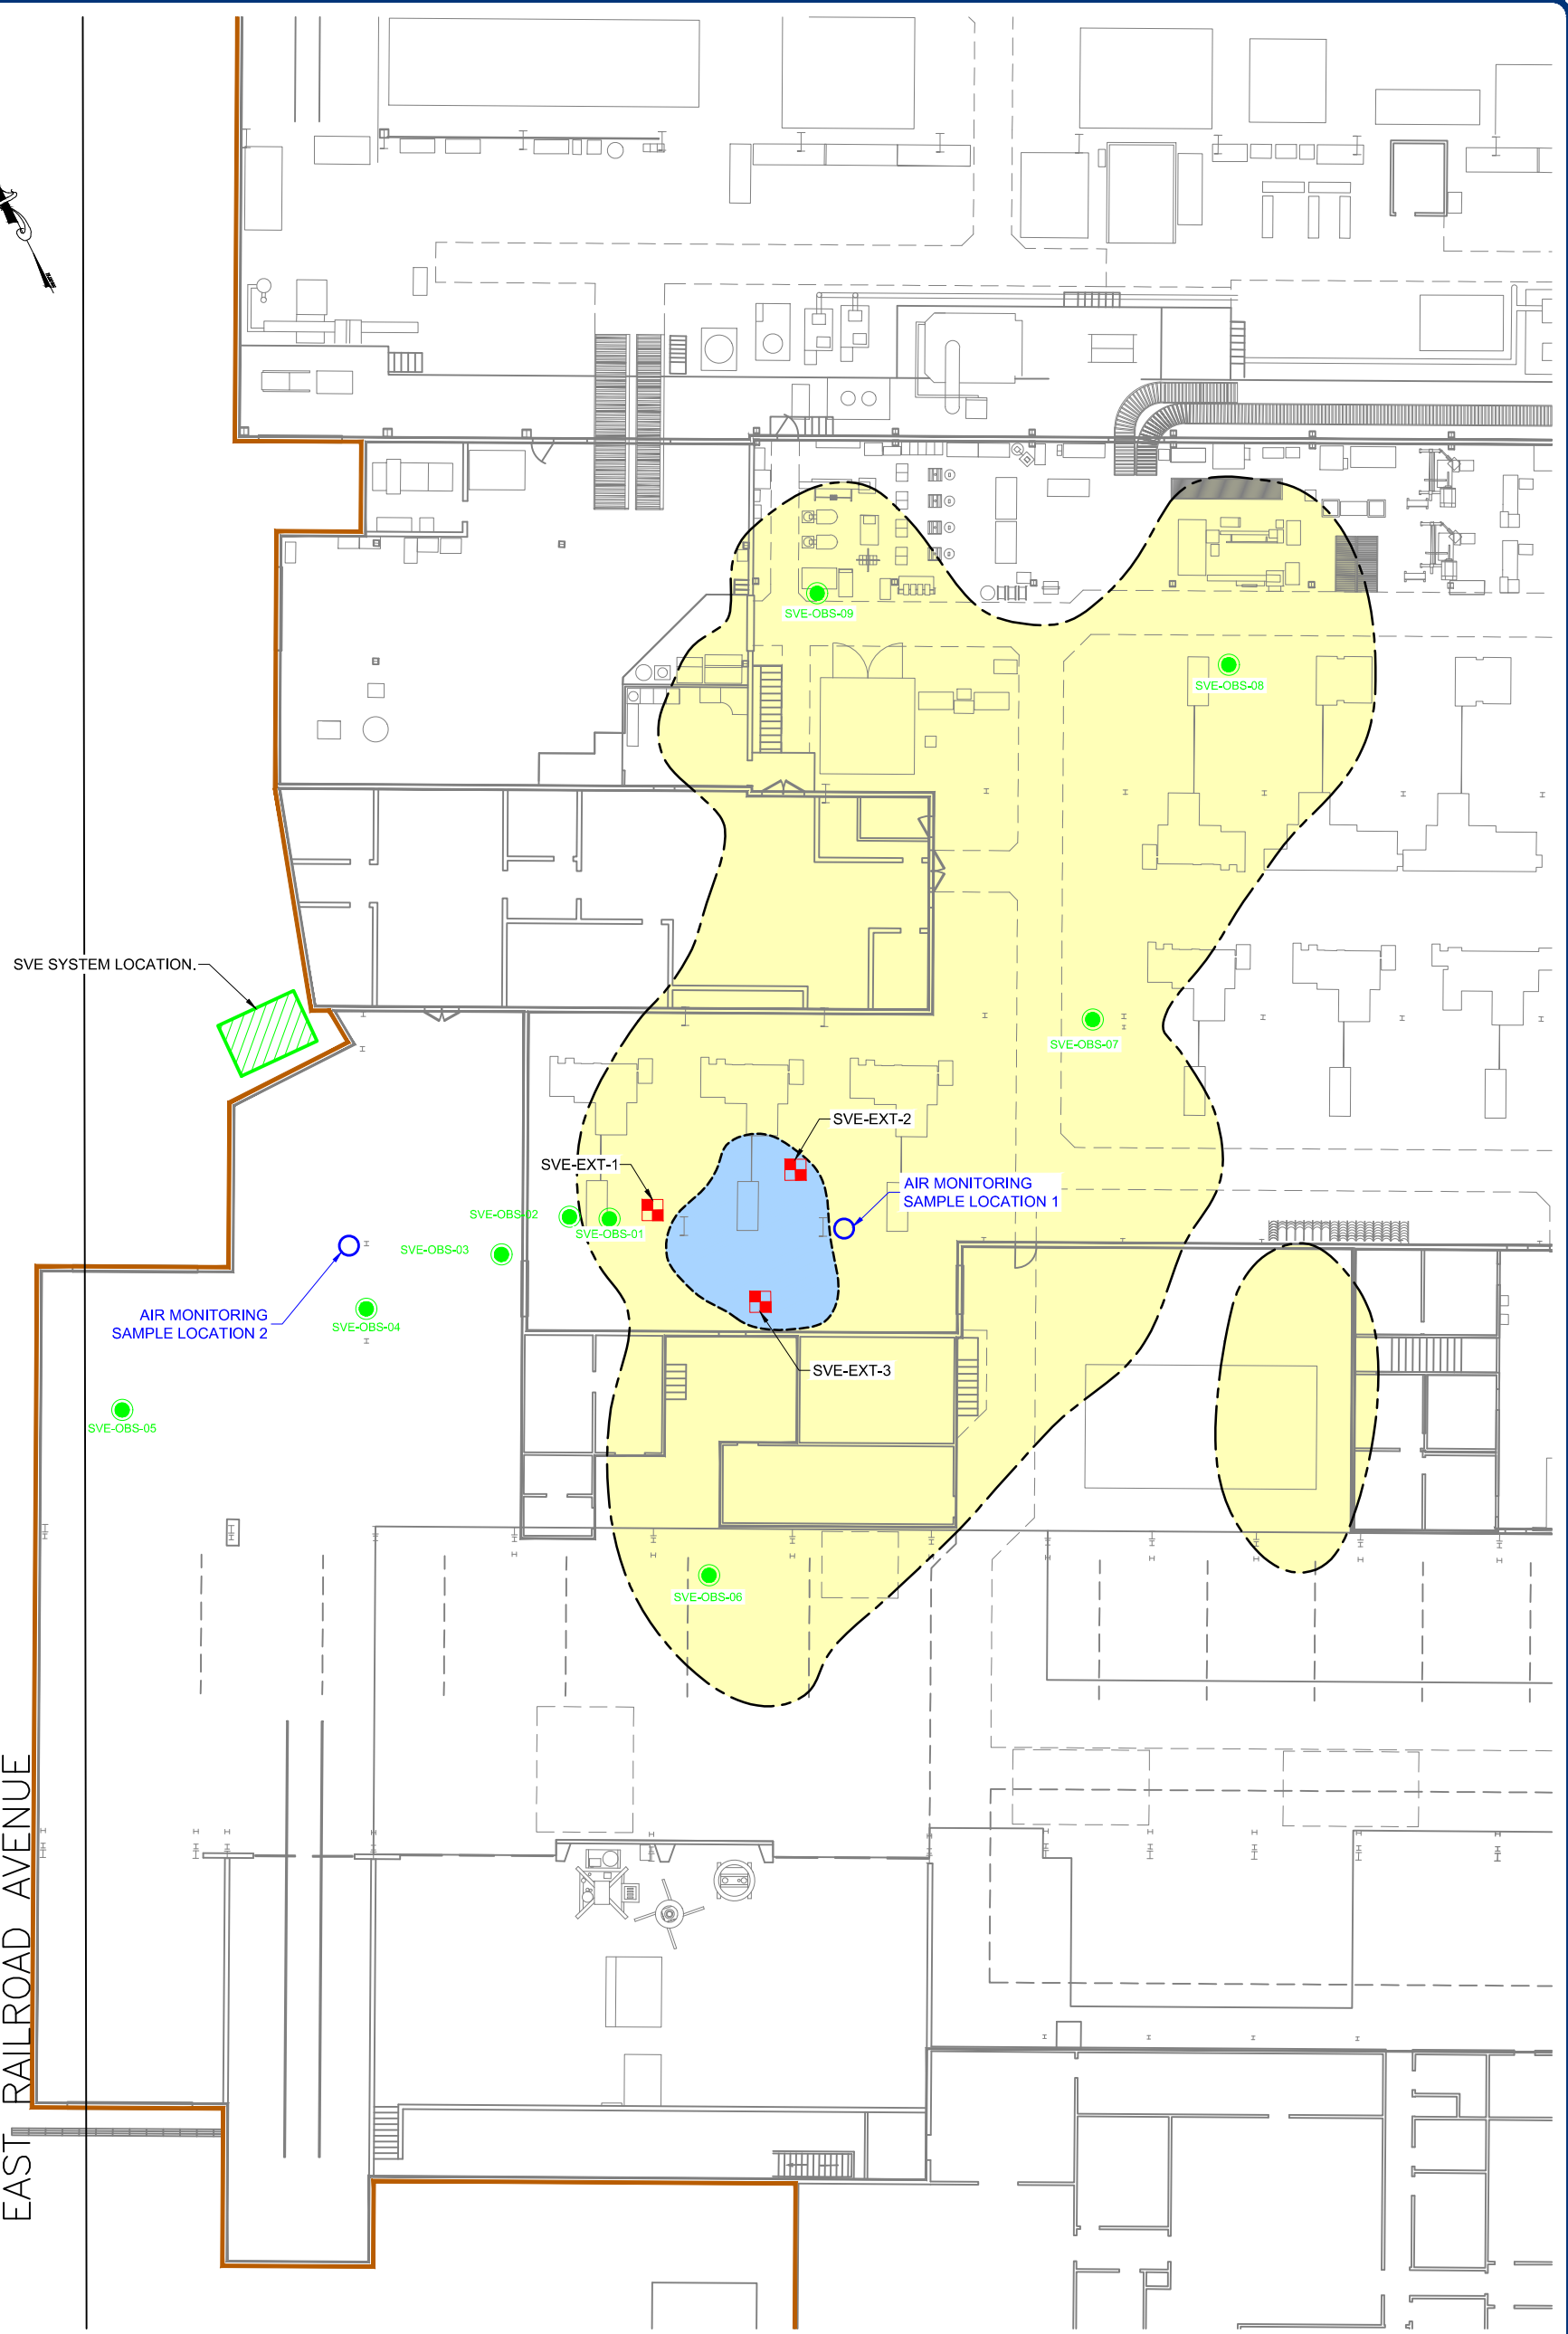 SVE-OBS-09
SVE-OBS-08
SVE SYSTEM LOCATION.
SVE-OBS-07
SVE-EXT-2
SVE-EXT-1
AIR MONITORING
SAMPLE LOCATION 1
SVE-OBS-02
SVE-OBS-01
SVE-OBS-03
AIR MONITORING
SAMPLE LOCATION 2
SVE-OBS-04
SVE-EXT-3
SVE-OBS-05
SVE-OBS-06
EAST RAILROAD AVENUE